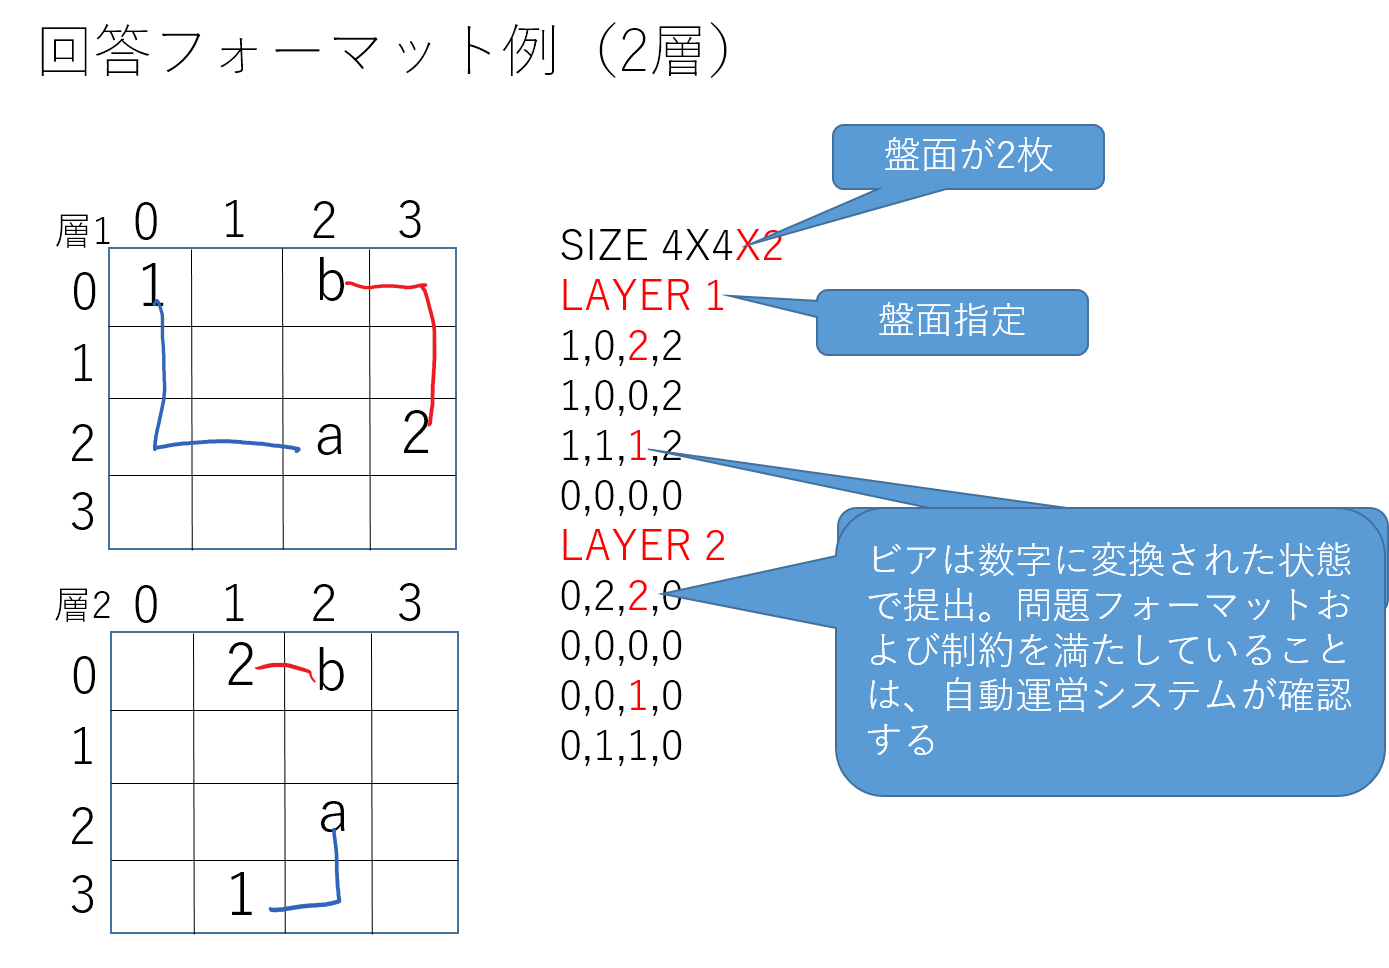 回答フォーマット例（2層）
盤面が2枚
層1 0 1 2 3
0 1 b
1
2 a 2
3
SIZE 4X4X2
LAYER 1
盤面指定
1,0,2,2
1,0,0,2
1,1,1,2
0,0,0,0
LAYER 2
0,2,2,0
0,0,0,0
0,0,1,0
0,1,1,0
ビアは数字に変換された状態
で提出。問題フォーマットお
よび制約を満たしていること
は、自動運営システムが確認
する
層2 0 1 2 3
0 2 b
1
2 a
3 1